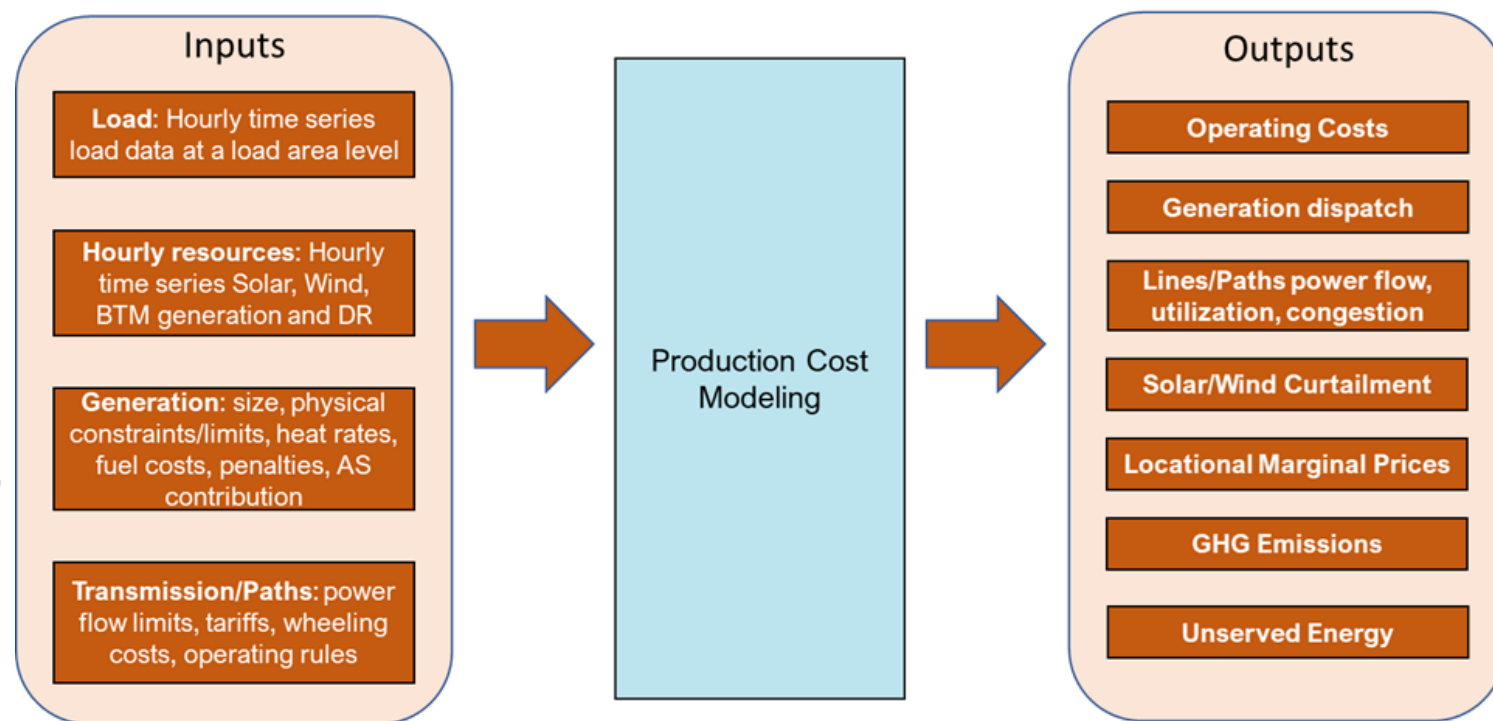 Inputs
Load: Hourly time series
load data at a load area level
Hourly resources: Hourly
time series Solar, Wind,
BTM generation and DR
Generation: size, physical
constraints/limits, heat rates,
fuel costs, penalties, AS
contribution
Transmission/Paths: power
flow limits, tariffs, wheeling
costs, operating rules
Production Cost
Modeling
Outputs
Operating Costs
Generation dispatch
Lines/Paths power flow,
utilization, congestion
Solar/Wind Curtailment
Locational Marginal Prices
GHG Emissions
Unserved Energy